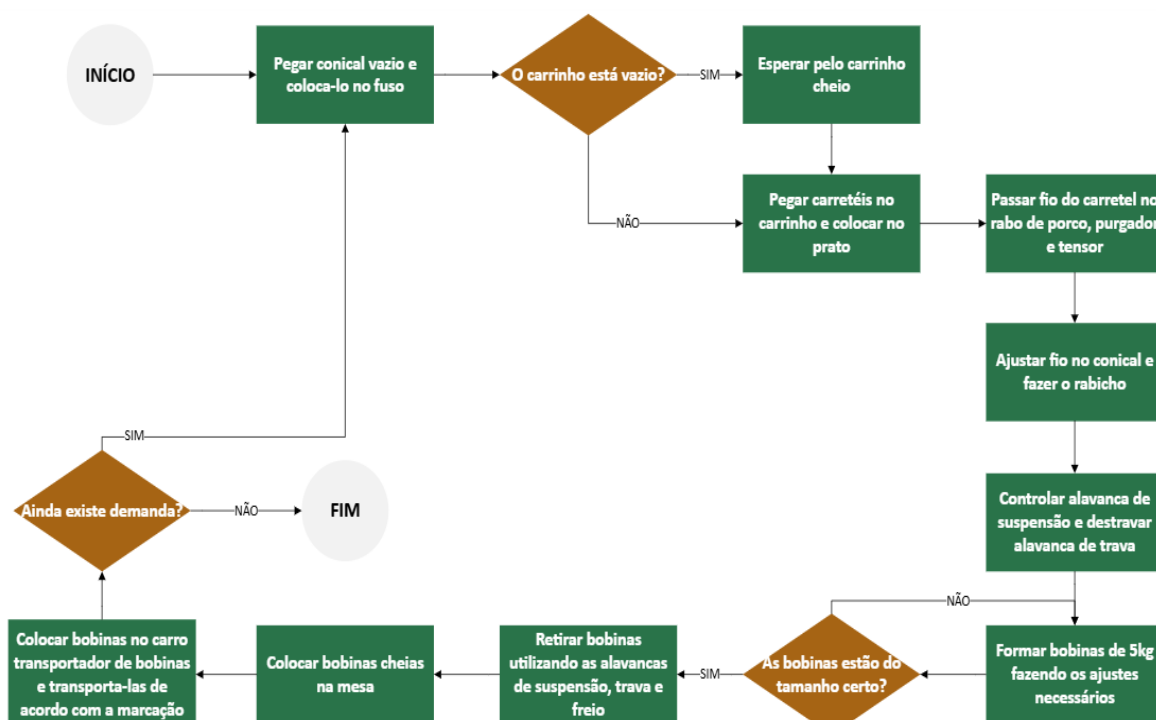 INÍCIO
Pegar conical vazio e
coloca-lo no fuso
O carrinho está vazio?
SIM
Esperar pelo carrinho
cheio
NÃO
Pegar carretéis no
carrinho e colocar no
prato
Passar fio do carretel no
rabo de porco, purgador
e tensor
Ajustar fio no conical e
fazer o rabicho
Controlar alavanca de
suspensão e destravar
alavanca de trava
Formar bobinas de 5kg
fazendo os ajustes
necessários
NÃO
As bobinas estão do
tamanho certo?
SIM
Retirar bobinas
utilizando as alavancas
de suspensão, trava e
freio
Colocar bobinas cheias
na mesa
Colocar bobinas no carro
transportador de bobinas
e transporta-las de
acordo com a marcação
Ainda existe demanda?
SIM
NÃO
FIM